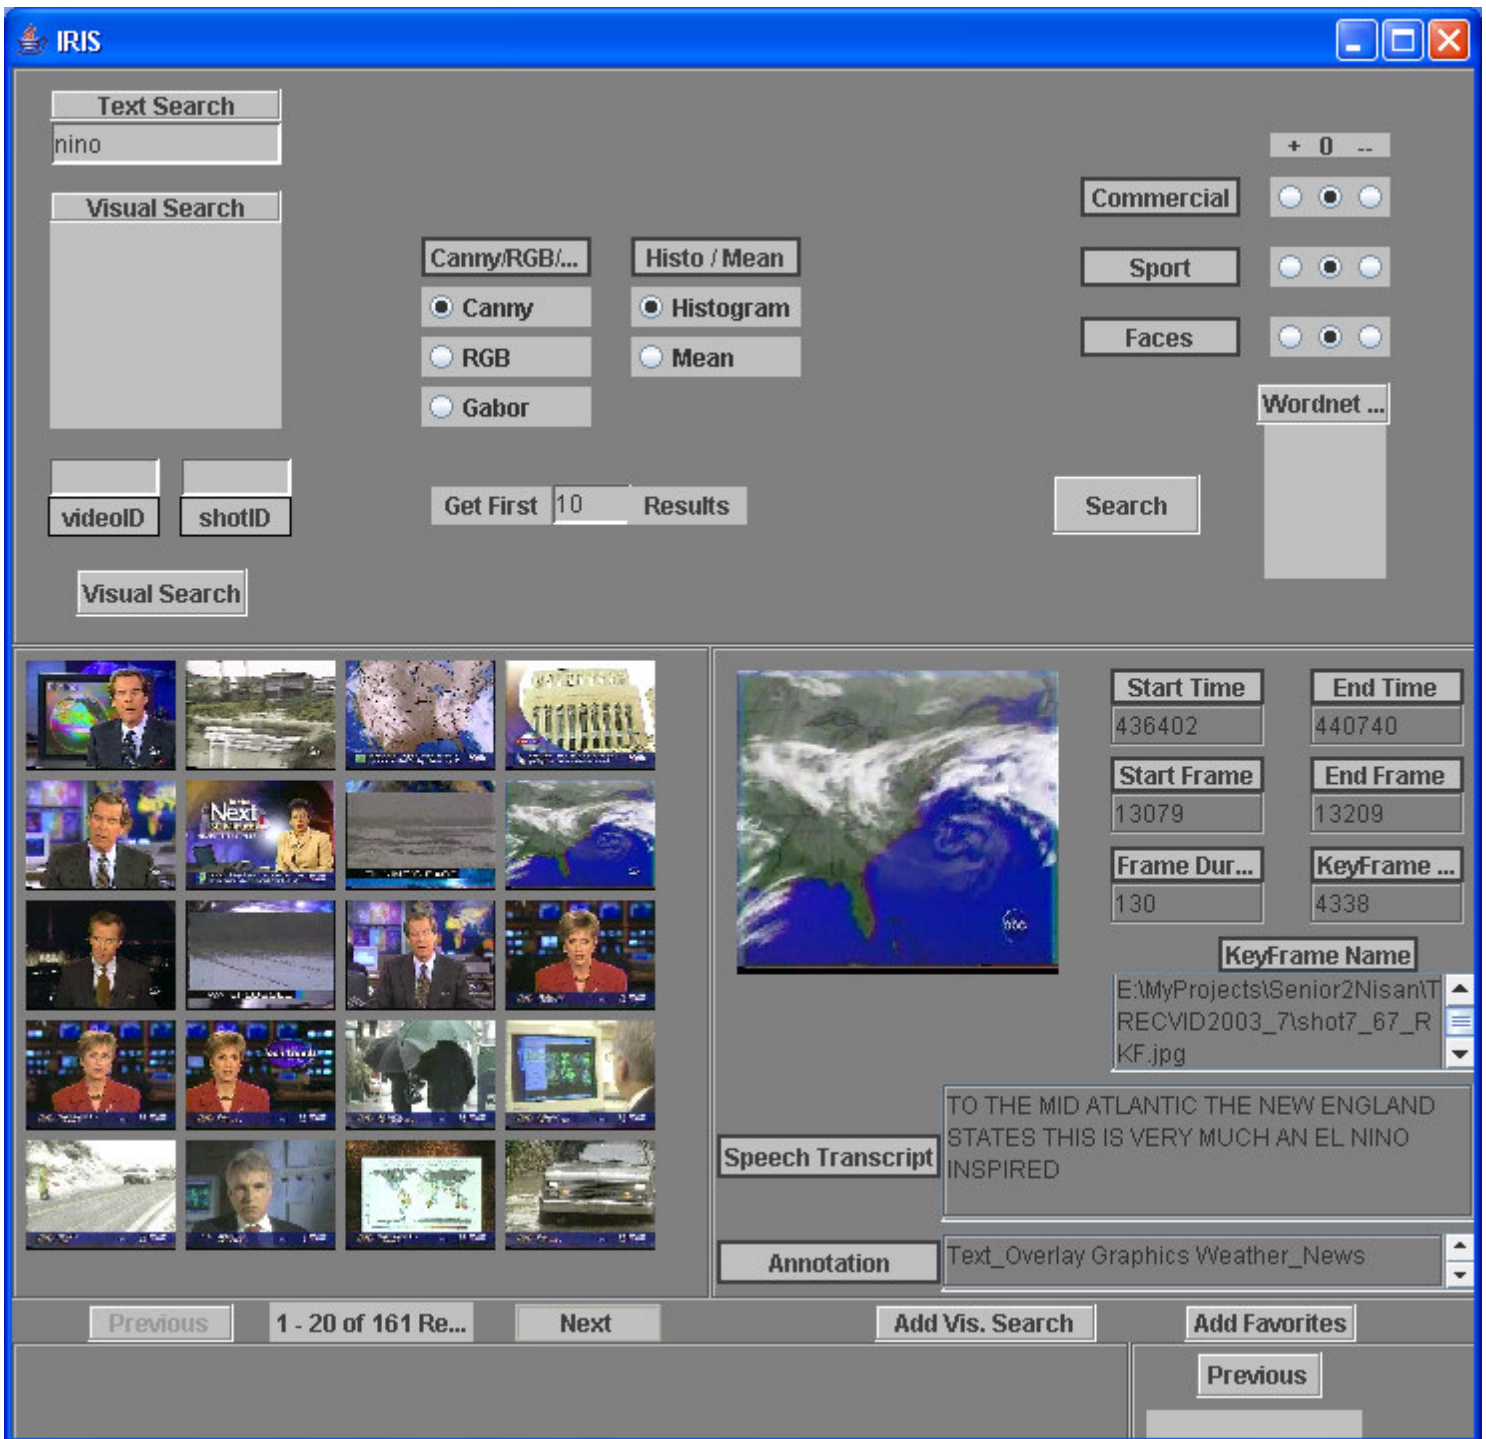 IRIS
Text Search
nino
Visual Search
+ 0 --
Commercial
Sport
Faces
Canny/RGB/...
Histo / Mean
Canny
Histogram
RGB
Mean
Gabor
Wordnet ...
videoID
shotID
Get First 10 Results
Search
Visual Search
Next
abc
Start Time
End Time
436402
440740
Start Frame
End Frame
13079
13209
Frame Dur...
KeyFrame ...
130
4338
KeyFrame Name
E:\MyProjects\Senior2Nisan\T
RECVID2003_7\shot7_67_R
KF.jpg
Speech Transcript
TO THE MID ATLANTIC THE NEW ENGLAND
STATES THIS IS VERY MUCH AN EL NINO
INSPIRED
Annotation
Text_Overlay Graphics Weather_News
Previous
1 - 20 of 161 Re...
Next
Add Vis. Search
Add Favorites
Previous